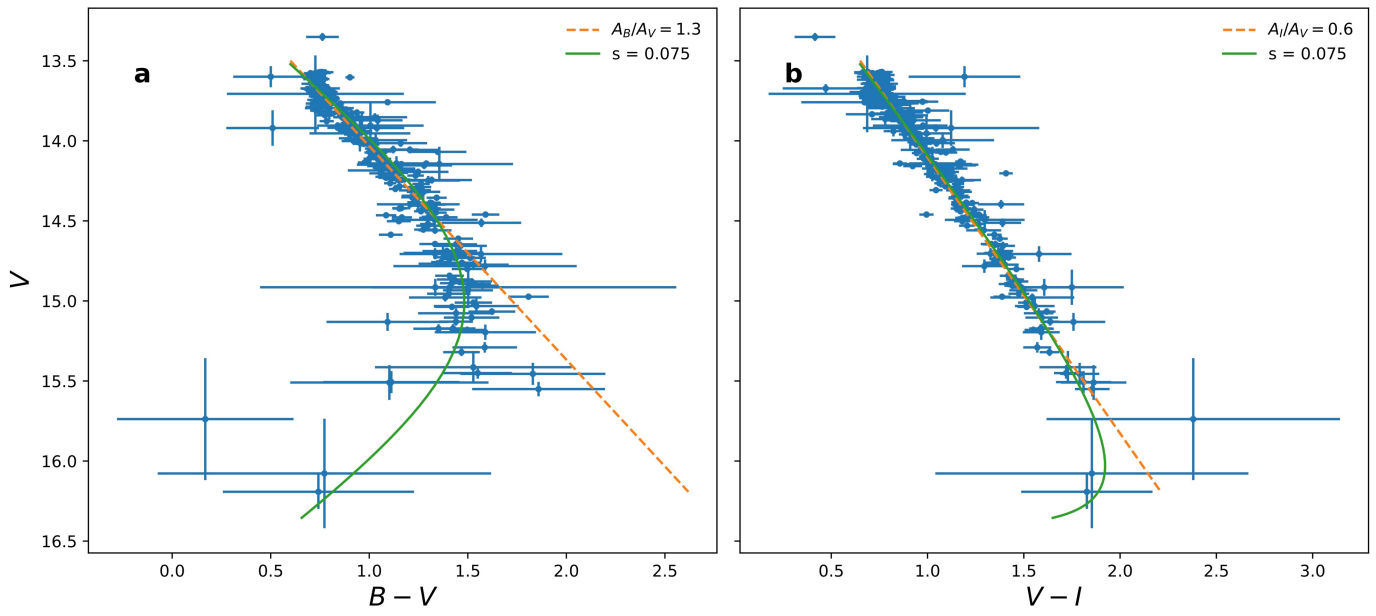 a
A_B/A_V = 1.3
s = 0.075
V
13.5
14.0
14.5
15.0
15.5
16.0
16.5
0.0 0.5 1.0 1.5 2.0 2.5
B − V
b
A_I/A_V = 0.6
s = 0.075
0.5 1.0 1.5 2.0 2.5 3.0
V − I